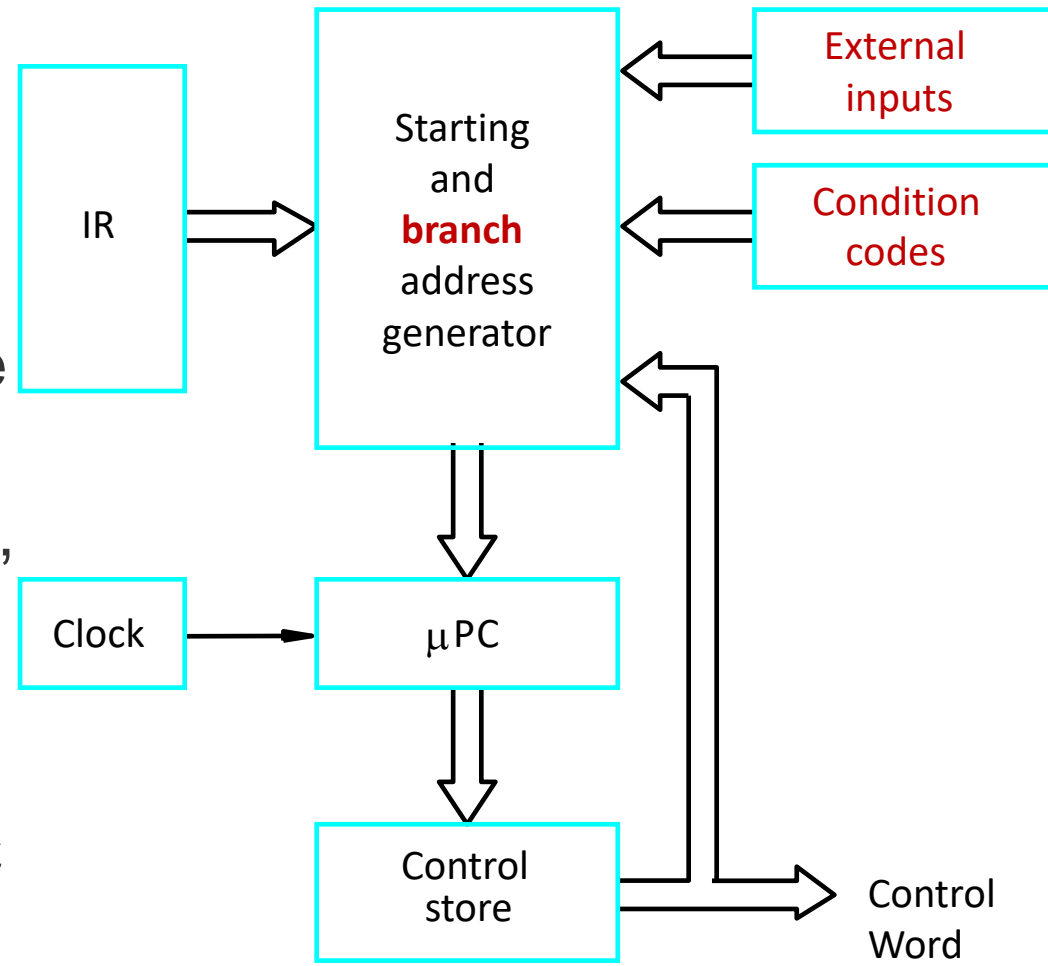 External
inputs
Starting
and
branch
address
generator
IR
Condition
codes
e
,
Clock
μPC
Control
store
Control
Word